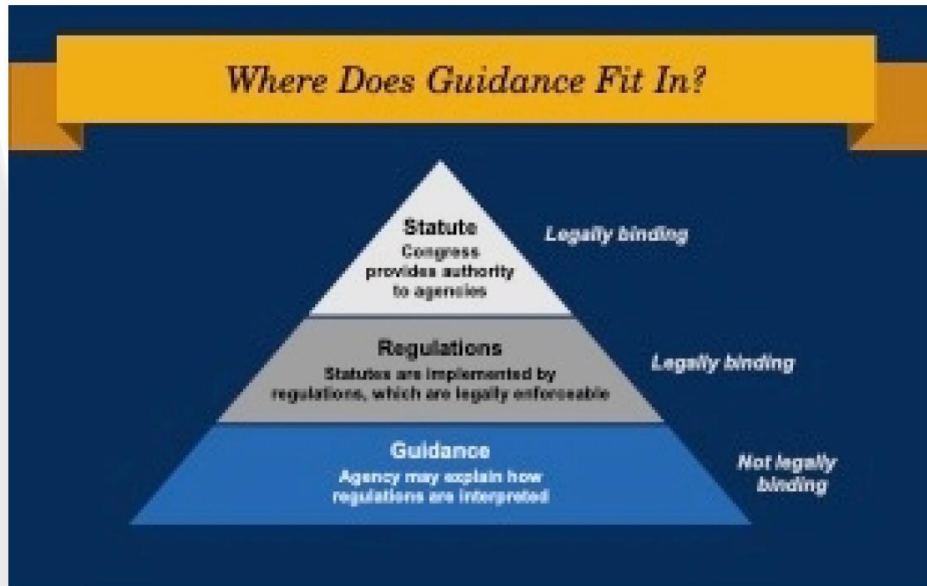 Where Does Guidance Fit In?
Statute
Congress
provides authority
to agencies
Legally binding
Regulations
Statutes are implemented by
regulations, which are legally enforceable
Legally binding
Guidance
Agency may explain how
regulations are interpreted
Not legally
binding